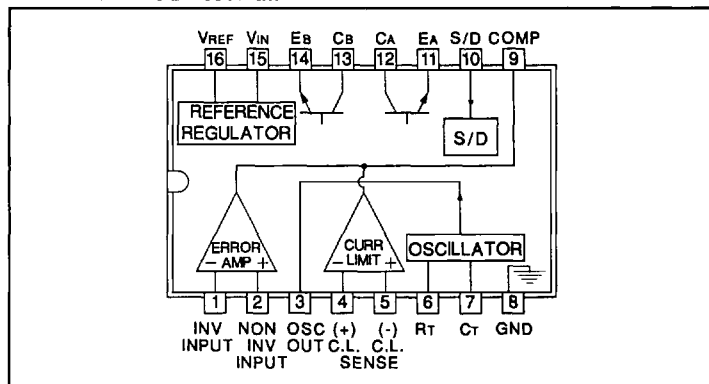 VREF VIN EB CB CA EA S/D COMP
16 15 14 13 12 11 10 9
REFERENCE
REGULATOR
S/D
ERROR
- AMP +
CURR
LIMIT
- +
OSCILLATOR
1 2 3 4 5 6 7 8
INV NON OSC (+) (-) RT CT GND
INPUT INV OUT C.L. C.L.
INPUT SENSE